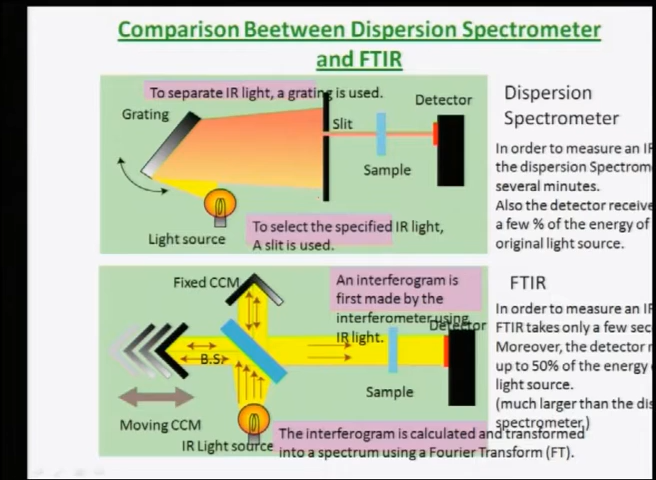 Comparison Beetween Dispersion Spectrometer
and FTIR
To separate IR light, a grating is used.
Grating
Slit
Detector
Sample
Light source
To select the specified IR light,
A slit is used.
Dispersion
Spectrometer
In order to measure an IR
the dispersion Spectrom
several minutes.
Also the detector receive
a few % of the energy of
original light source.
Fixed CCM
An interferogram is
first made by the
interferometer using
IR light.
Detector
B.S.
Sample
Moving CCM
IR Light source
The interferogram is calculated and transformed
into a spectrum using a Fourier Transform (FT).
FTIR
In order to measure an IR
FTIR takes only a few sec
Moreover, the detector r
up to 50% of the energy
light source.
(much larger than the dis
spectrometer.)